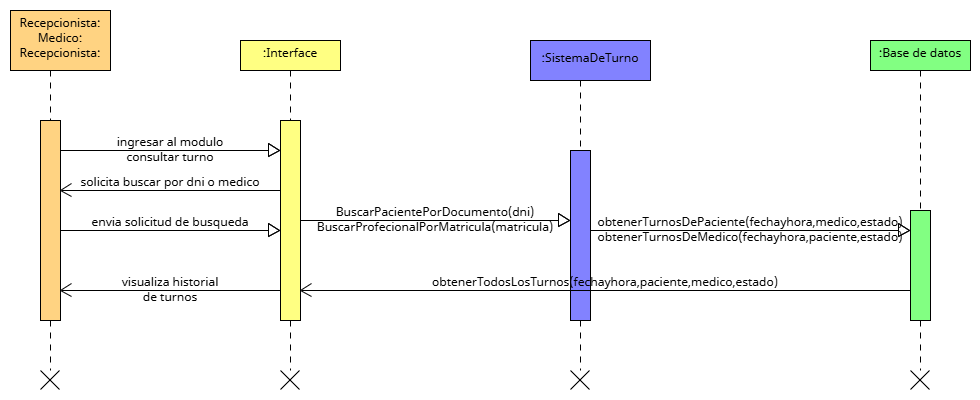 Recepcionista:
Medico:
Recepcionista:
:Interface
:SistemaDeTurno
:Base de datos
ingresar al modulo
consultar turno
solicita buscar por dni o medico
envia solicitud de busqueda
BuscarPacientePorDocumento(dni)
BuscarProfecionalPorMatricula(matricula)
obtenerTurnosDePaciente(fechayhora,medico,estado)
obtenerTurnosDeMedico(fechayhora,paciente,estado)
visualiza historial
de turnos
obtenerTodosLosTurnos(fechayhora,paciente,medico,estado)